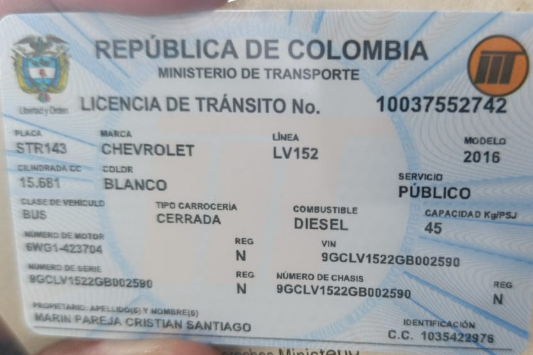 REPÚBLICA DE COLOMBIA
MINISTERIO DE TRANSPORTE
Libertad y Orden
LICENCIA DE TRÁNSITO No. 10037552742
PLACA MARCA LÍNEA MODELO
STR143 CHEVROLET LV152 2016
CILINDRADA CC COLOR SERVICIO
15.681 BLANCO PÚBLICO
CLASE DE VEHÍCULO TIPO CARROCERÍA COMBUSTIBLE CAPACIDAD Kg/PSJ
BUS CERRADA DIESEL 45
NÚMERO DE MOTOR REG VIN
6WG1-423704 N 9GCLV1522GB002590
NÚMERO DE SERIE REG NÚMERO DE CHASIS REG
9GCLV1522GB002590 N 9GCLV1522GB002590 N
PROPIETARIO: APELLIDO(S) Y NOMBRE(S) IDENTIFICACIÓN
MARIN PAREJA CRISTIAN SANTIAGO C.C. 1035422976